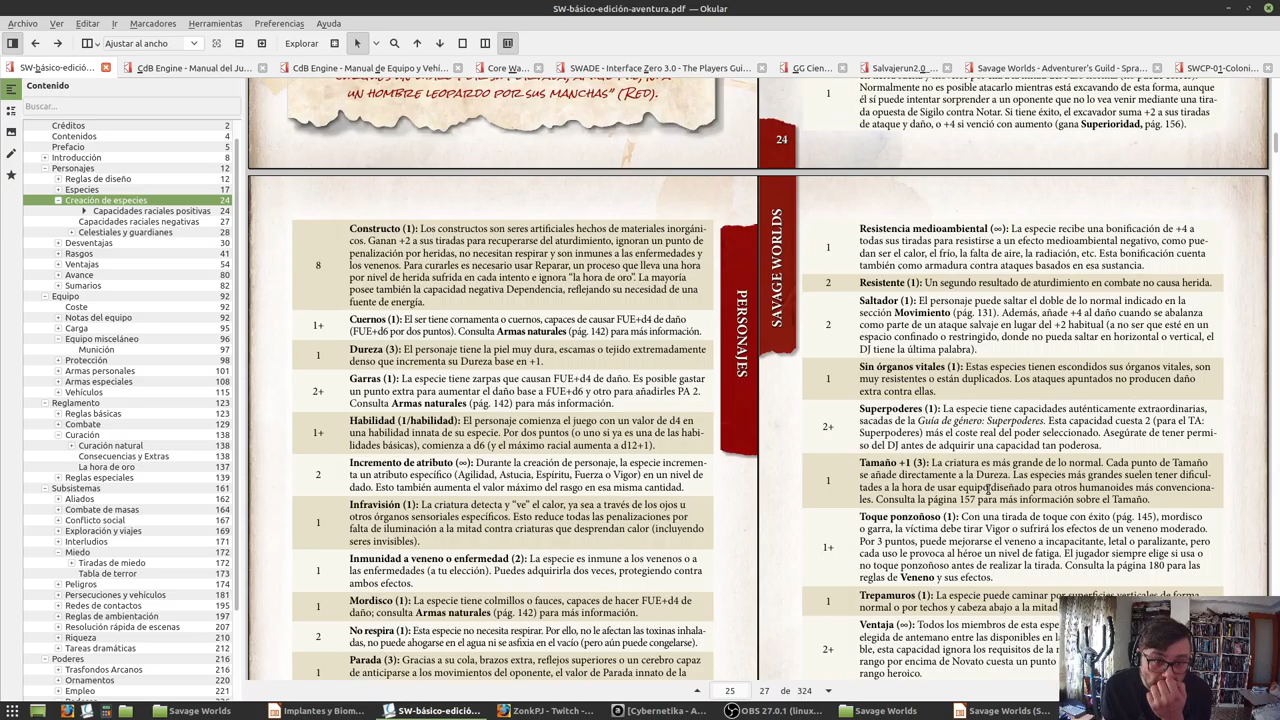 SW-básico-edición-aventura.pdf — Okular
Archivo Ver Editar Ir Marcadores Herramientas Preferencias Ayuda
Ajustar al ancho Explorar
SW-básico-edició... CdB Engine - Manual del Ju... CdB Engine - Manual de Equipo y Vehí... Core Wa... SWADE - Interface Zero 3.0 - The Players Gui... GG Cien... Salvajerun2.0_... Savage Worlds - Adventurer's Guild - Spra... SWCP-01-Coloni...
Contenido
Buscar...
Créditos 2
Contenidos 4
Prefacio 5
Introducción 8
Personajes 12
Reglas de diseño 12
Especies 17
Creación de especies 24
Capacidades raciales positivas 24
Capacidades raciales negativas 27
Celestiales y guardianes 28
Desventajas 30
Rasgos 41
Ventajas 54
Avance 80
Sumarios 82
Equipo 92
Coste 92
Notas del equipo 92
Carga 95
Equipo misceláneo 96
Munición 97
Protección 98
Armas personales 101
Armas especiales 108
Vehículos 115
Reglamento 123
Reglas básicas 123
Combate 129
Curación 138
Curación natural 138
Consecuencias y Extras 138
La hora de oro 137
Reglas especiales 139
Subsistemas 161
Aliados 162
Combate de masas 164
Conflicto social 167
Exploración y viajes 169
Interludios 171
Miedo 172
Tiradas de miedo 172
Tabla de terror 173
Peligros 174
Persecuciones y vehículos 181
Redes de contactos 195
Reglas de ambientación 197
Resolución rápida de escenas 207
Riqueza 210
Tareas dramáticas 212
Poderes 216
Trasfondos Arcanos 216
Ornamentos 220
Empleo 221
UN HOMBRE LEOPARDO POR SUS MANCHAS" (RED).
24
1
Normalmente no es posible atacarlo mientras está excavando de esta forma, aunque
él sí puede intentar sorprender a un oponente que no lo vea venir mediante una tira-
da opuesta de Sigilo contra Notar. Si tiene éxito, el excavador suma +2 a sus tiradas
de ataque y daño, o +4 si venció con aumento (gana Superioridad, pág. 156).
8
Constructo (1): Los constructos son seres artificiales hechos de materiales inorgáni-
cos. Ganan +2 a sus tiradas para recuperarse del aturdimiento, ignoran un punto de
penalización por heridas, no necesitan respirar y son inmunes a las enfermedades y
los venenos. Para curarles es necesario usar Reparar, un proceso que lleva una hora
por nivel de herida sufrida en cada intento e ignora "la hora de oro". La mayoría
posee también la capacidad negativa Dependencia, reflejando su necesidad de una
fuente de energía.
1+
Cuernos (1): El ser tiene cornamenta o cuernos, capaces de causar FUE+d4 de daño
(FUE+d6 por dos puntos). Consulta Armas naturales (pág. 142) para más información.
1
Dureza (3): El personaje tiene la piel muy dura, escamas o tejido extremadamente
denso que incrementa su Dureza base en +1.
2+
Garras (1): La especie tiene zarpas que causan FUE+d4 de daño. Es posible gastar
un punto extra para aumentar el daño base a FUE+d6 y otro para añadirles PA 2.
Consulta Armas naturales (pág. 142) para más información.
1+
Habilidad (1/habilidad): El personaje comienza el juego con un valor de d4 en
una habilidad innata de su especie. Por dos puntos (o uno si ya es una de las habi-
lidades básicas), comienza a d6 (y el máximo racial aumenta a d12+1).
2
Incremento de atributo (∞): Durante la creación de personaje, la especie incremen-
ta un atributo específico (Agilidad, Astucia, Espíritu, Fuerza o Vigor) en un nivel de
dado. Esto también aumenta el valor máximo del rasgo en esa misma cantidad.
1
Infravisión (1): La criatura detecta y "ve" el calor, ya sea a través de los ojos u
otros órganos sensoriales específicos. Esto reduce todas las penalizaciones por
falta de iluminación a la mitad contra criaturas que desprendan calor (incluyendo
seres invisibles).
1
Inmunidad a veneno o enfermedad (2): La especie es inmune a los venenos o a
las enfermedades (a tu elección). Puedes adquirirla dos veces, protegiendo contra
ambos efectos.
1
Mordisco (1): La especie tiene colmillos o fauces, capaces de hacer FUE+d4 de
daño; consulta Armas naturales (pág. 142) para más información.
2
No respira (1): Esta especie no necesita respirar. Por ello, no le afectan las toxinas inhala-
das, no puede ahogarse en el agua ni se asfixia en el vacío (pero aún puede congelarse).
1
Parada (3): Gracias a su cola, brazos extra, reflejos superiores o un cerebro capaz
de anticiparse a los movimientos del oponente, el valor de Parada innato de la
PERSONAJES
SAVAGE WORLDS
1
Resistencia medioambiental (∞): La especie recibe una bonificación de +4 a
todas sus tiradas para resistirse a un efecto medioambiental negativo, como pue-
dan ser el calor, el frío, la falta de aire, la radiación, etc. Esta bonificación cuenta
también como armadura contra ataques basados en esa sustancia.
2
Resistente (1): Un segundo resultado de aturdimiento en combate no causa herida.
2
Saltador (1): El personaje puede saltar el doble de lo normal indicado en la
sección Movimiento (pág. 131). Además, añade +4 al daño cuando se abalanza
como parte de un ataque salvaje en lugar del +2 habitual (a no ser que esté en un
espacio confinado o restringido, donde no pueda saltar en horizontal o vertical, el
DJ tiene la última palabra).
1
Sin órganos vitales (1): Estas especies tienen escondidos sus órganos vitales, son
muy resistentes o están duplicados. Los ataques apuntados no producen daño
extra contra ellas.
2+
Superpoderes (1): La especie tiene capacidades auténticamente extraordinarias,
sacadas de la Guía de género: Superpoderes. Esta capacidad cuesta 2 (para el TA:
Superpoderes) más el coste real del poder seleccionado. Asegúrate de tener permi-
so del DJ antes de adquirir una capacidad tan poderosa.
1
Tamaño +1 (3): La criatura es más grande de lo normal. Cada punto de Tamaño
se añade directamente a la Dureza. Las especies más grandes suelen tener dificul-
tades a la hora de usar equipo diseñado para otros humanoides más convenciona-
les. Consulta la página 157 para más información sobre el Tamaño.
1+
Toque ponzoñoso (1): Con una tirada de toque con éxito (pág. 145), mordisco
o garra, la víctima debe tirar Vigor o sufrirá los efectos de un veneno moderado.
Por 3 puntos, puede mejorarse el veneno a incapacitante, letal o paralizante, pero
cada uso le provoca al héroe un nivel de fatiga. El jugador siempre elige si usa o
no toque ponzoñoso antes de realizar la tirada. Consulta la página 180 para las
reglas de Veneno y sus efectos.
1
Trepamuros (1): La especie puede caminar por superficies verticales de forma
normal o por techos y cabeza abajo a la mitad
2+
Ventaja (∞): Todos los miembros de esta espe
elegida de antemano entre las disponibles en l
ble, esta capacidad ignora los requisitos de la
rango por encima de Novato cuesta un punto
rango heroico.
25 27 de 324
Savage Worlds Implantes y Biom... SW-básico-edició... ZonkPJ - Twitch -... [Cybernetika - Ap... OBS 27.0.1 (linux... Savage Worlds Savage Worlds (S...